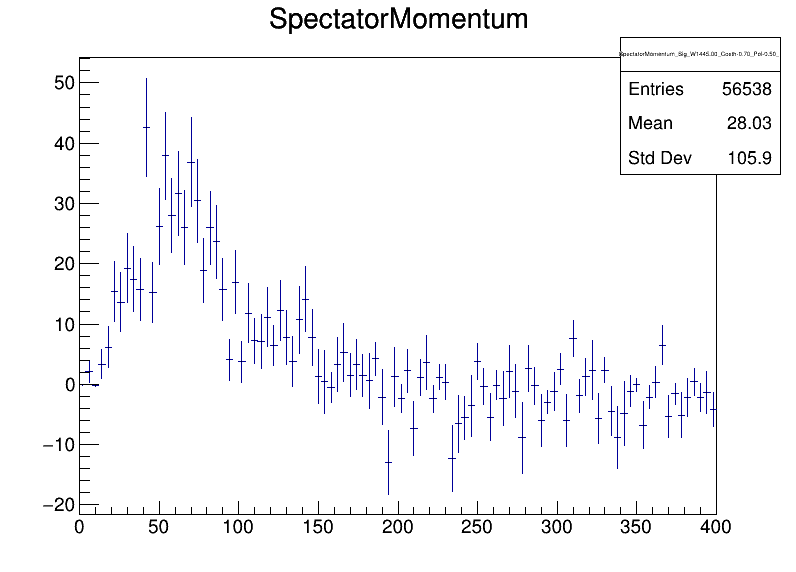 SpectatorMomentum
SpectatorMomentum_Sig_W1445.00_Costh-0.70_Pol-0.50_
Entries 56538
Mean 28.03
Std Dev 105.9
50
40
30
20
10
0
−10
−20
0 50 100 150 200 250 300 350 400